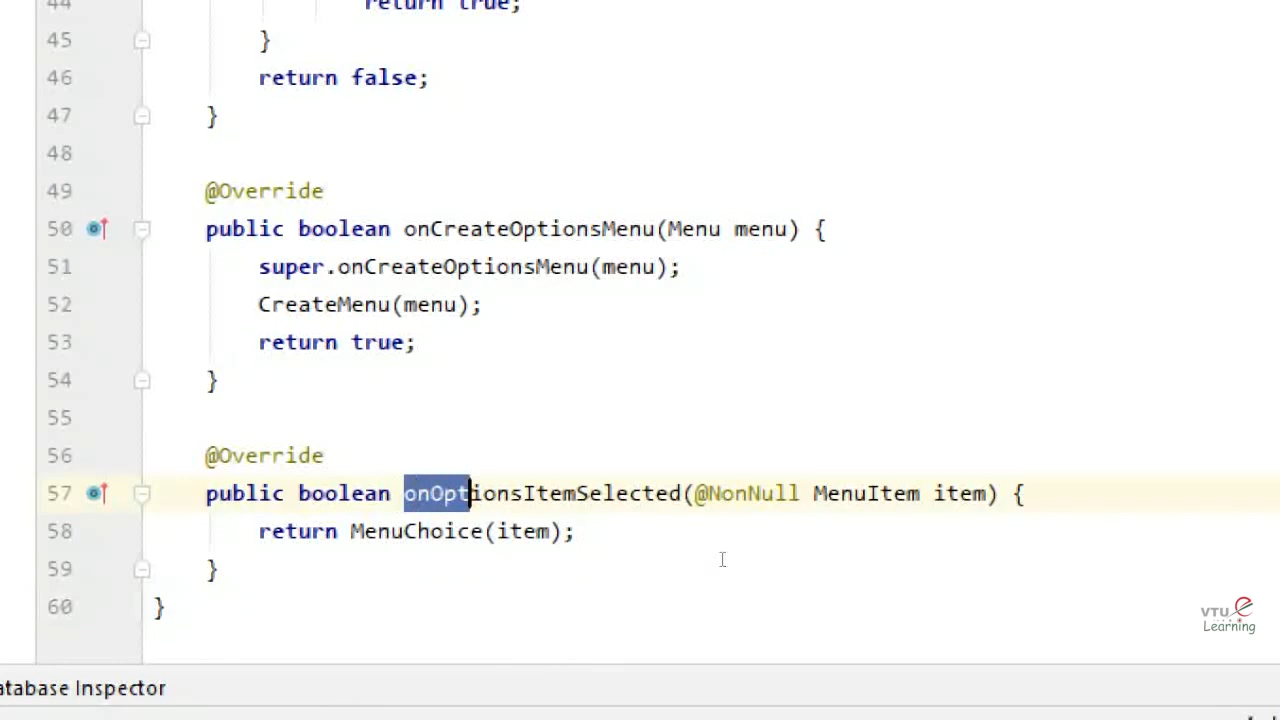 44 return true;
45 }
46 return false;
47 }
48
49 @Override
50 public boolean onCreateOptionsMenu(Menu menu) {
51 super.onCreateOptionsMenu(menu);
52 CreateMenu(menu);
53 return true;
54 }
55
56 @Override
57 public boolean onOptionsItemSelected(@NonNull MenuItem item) {
58 return MenuChoice(item);
59 }
60 }
VTU e
Learning
atabase Inspector